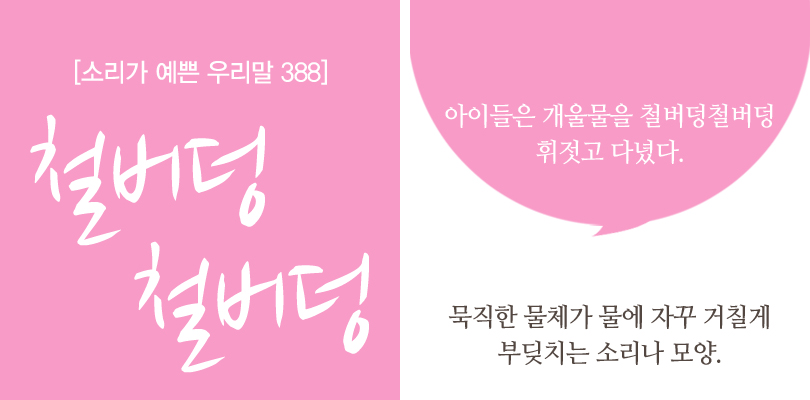 [소리가 예쁜 우리말 388]
철버덩
철버덩
아이들은 개울물을 철버덩철버덩
휘젓고 다녔다.
묵직한 물체가 물에 자꾸 거칠게
부딪치는 소리나 모양.